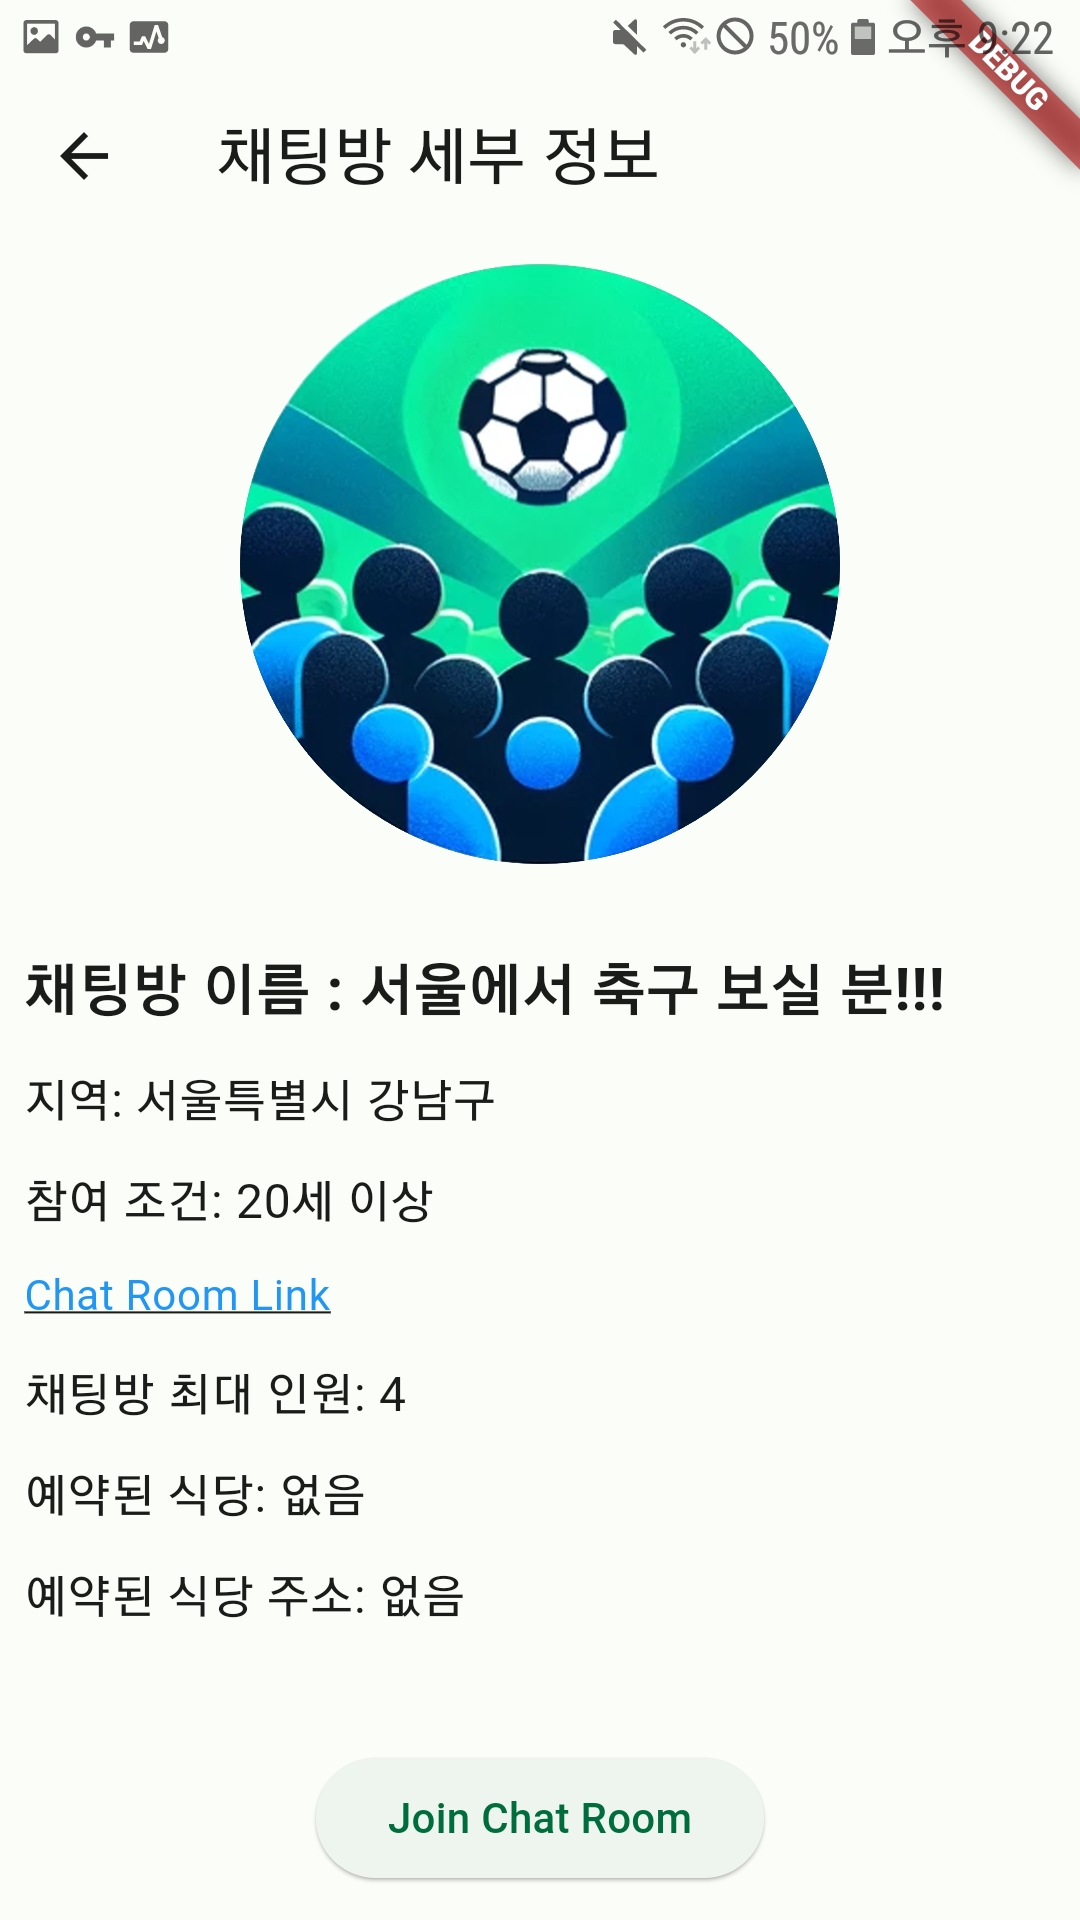 50% 오후 9:22
DEBUG
채팅방 세부 정보
채팅방 이름 : 서울에서 축구 보실 분!!!
지역: 서울특별시 강남구
참여 조건: 20세 이상
Chat Room Link
채팅방 최대 인원: 4
예약된 식당: 없음
예약된 식당 주소: 없음
Join Chat Room